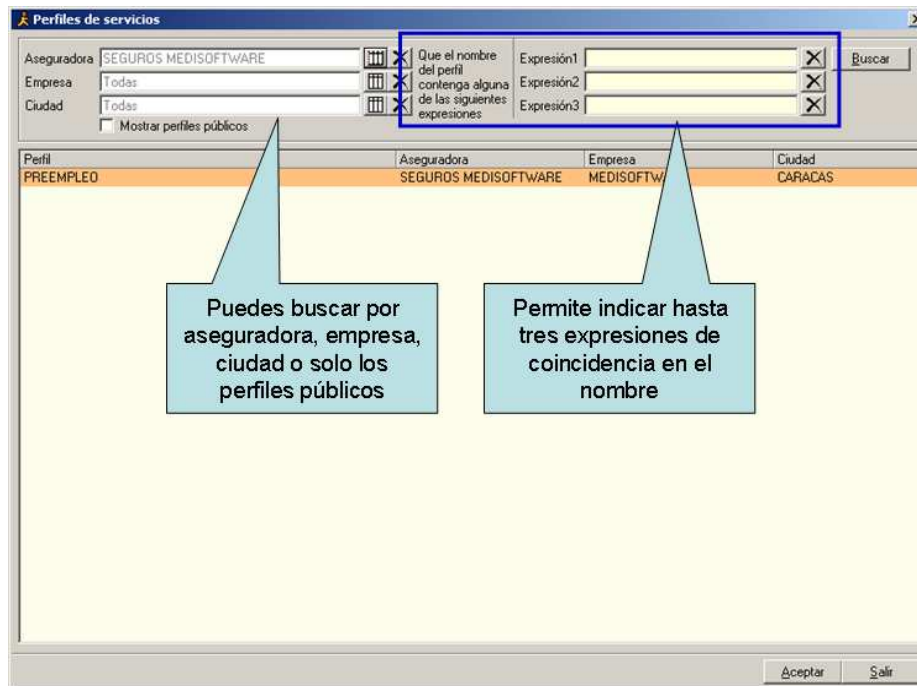 Perfiles de servicios
Aseguradora SEGUROS MEDISOFTWARE
Empresa Todas
Ciudad Todas
Mostrar perfiles públicos
Que el nombre
del perfil
contenga alguna
de las siguientes
expresiones
Expresión1
Expresión2
Expresión3
Buscar
Perfil Aseguradora Empresa Ciudad
PREEMPLEO SEGUROS MEDISOFTWARE CARACAS
Puedes buscar por
aseguradora, empresa,
ciudad o solo los
perfiles públicos
Permite indicar hasta
tres expresiones de
coincidencia en el
nombre
Aceptar Salir